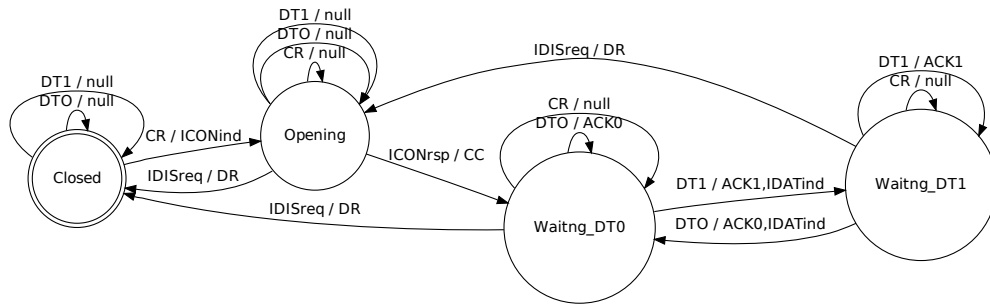 DT1 / null
DTO / null
Closed
CR / ICONind
IDISreq / DR
DT1 / null
DTO / null
CR / null
Opening
ICONrsp / CC
IDISreq / DR
IDISreq / DR
CR / null
DTO / ACK0
Waitng_DT0
DT1 / ACK1,IDATind
DTO / ACK0,IDATind
DT1 / ACK1
CR / null
Waitng_DT1